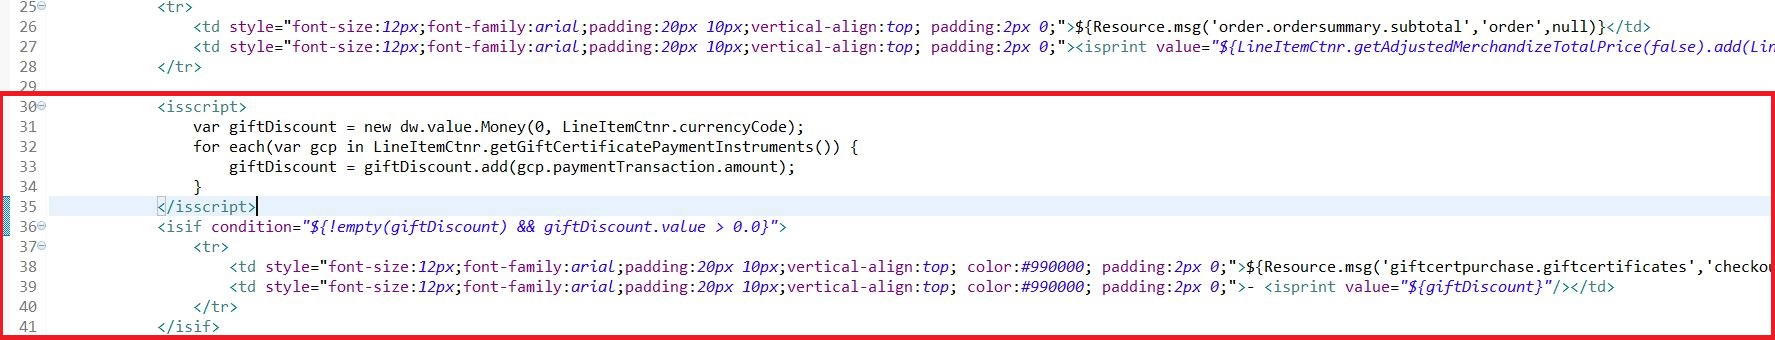 25 <tr>
26 <td style="font-size:12px;font-family:arial;padding:20px 10px;vertical-align:top; padding:2px 0;">${Resource.msg('order.ordersummary.subtotal','order',null)}</td>
27 <td style="font-size:12px;font-family:arial;padding:20px 10px;vertical-align:top; padding:2px 0;"><isprint value="${LineItemCtnr.getAdjustedMerchandizeTotalPrice(false).add(Lin
28 </tr>
29
30 <isscript>
31 var giftDiscount = new dw.value.Money(0, LineItemCtnr.currencyCode);
32 for each(var gcp in LineItemCtnr.getGiftCertificatePaymentInstruments()) {
33 giftDiscount = giftDiscount.add(gcp.paymentTransaction.amount);
34 }
35 </isscript>
36 <isif condition="${!empty(giftDiscount) && giftDiscount.value > 0.0}">
37 <tr>
38 <td style="font-size:12px;font-family:arial;padding:20px 10px;vertical-align:top; color:#990000; padding:2px 0;">${Resource.msg('giftcertpurchase.giftcertificates','checkou
39 <td style="font-size:12px;font-family:arial;padding:20px 10px;vertical-align:top; color:#990000; padding:2px 0;">- <isprint value="${giftDiscount}"/></td>
40 </tr>
41 </isif>